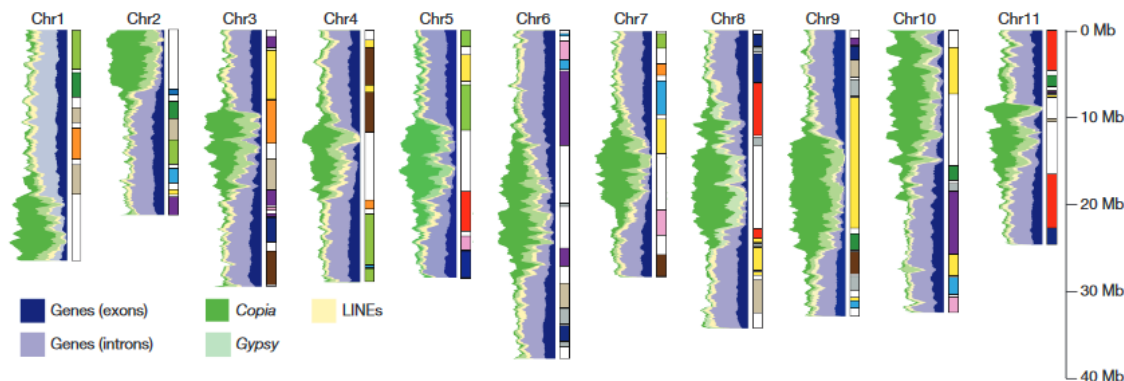 Chr1 Chr2 Chr3 Chr4 Chr5 Chr6 Chr7 Chr8 Chr9 Chr10 Chr11
0 Mb
10 Mb
20 Mb
30 Mb
40 Mb
Genes (exons) Copia LINEs
Genes (introns) Gypsy